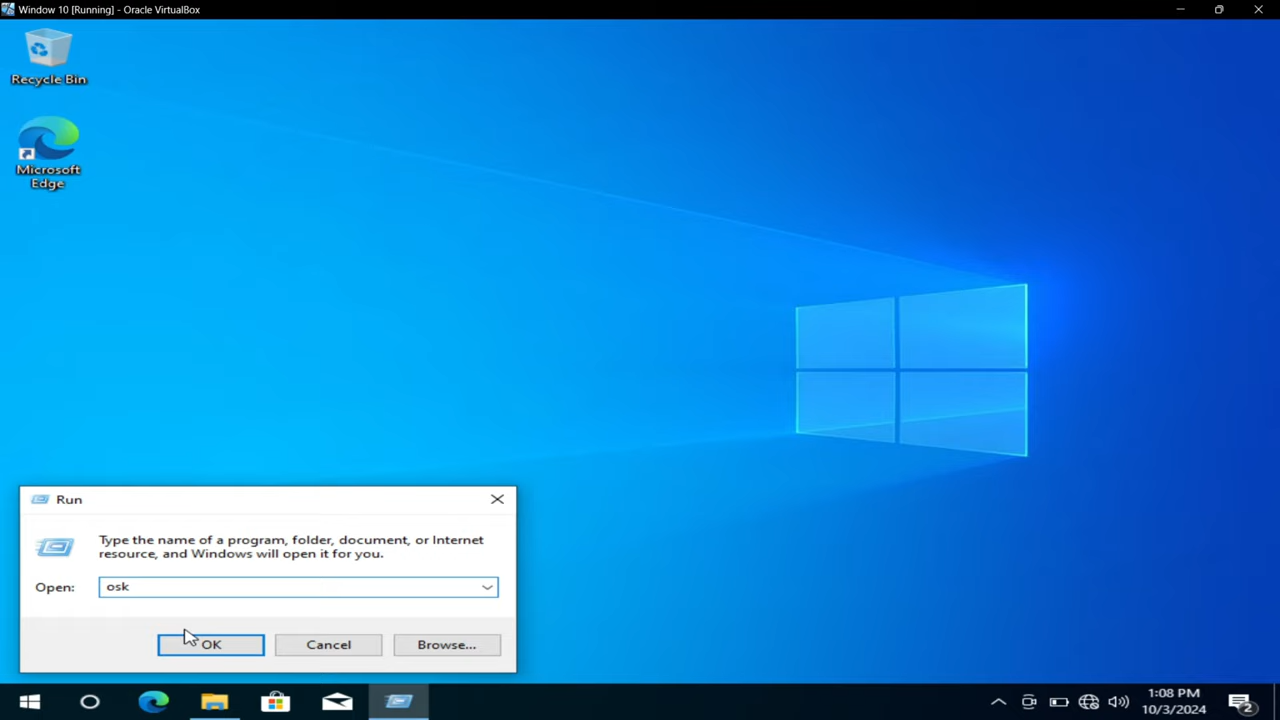 Window 10 [Running] - Oracle VirtualBox
Recycle Bin
Microsoft
Edge
Run
Type the name of a program, folder, document, or Internet
resource, and Windows will open it for you.
Open: osk
OK Cancel Browse...
1:08 PM
10/3/2024
2